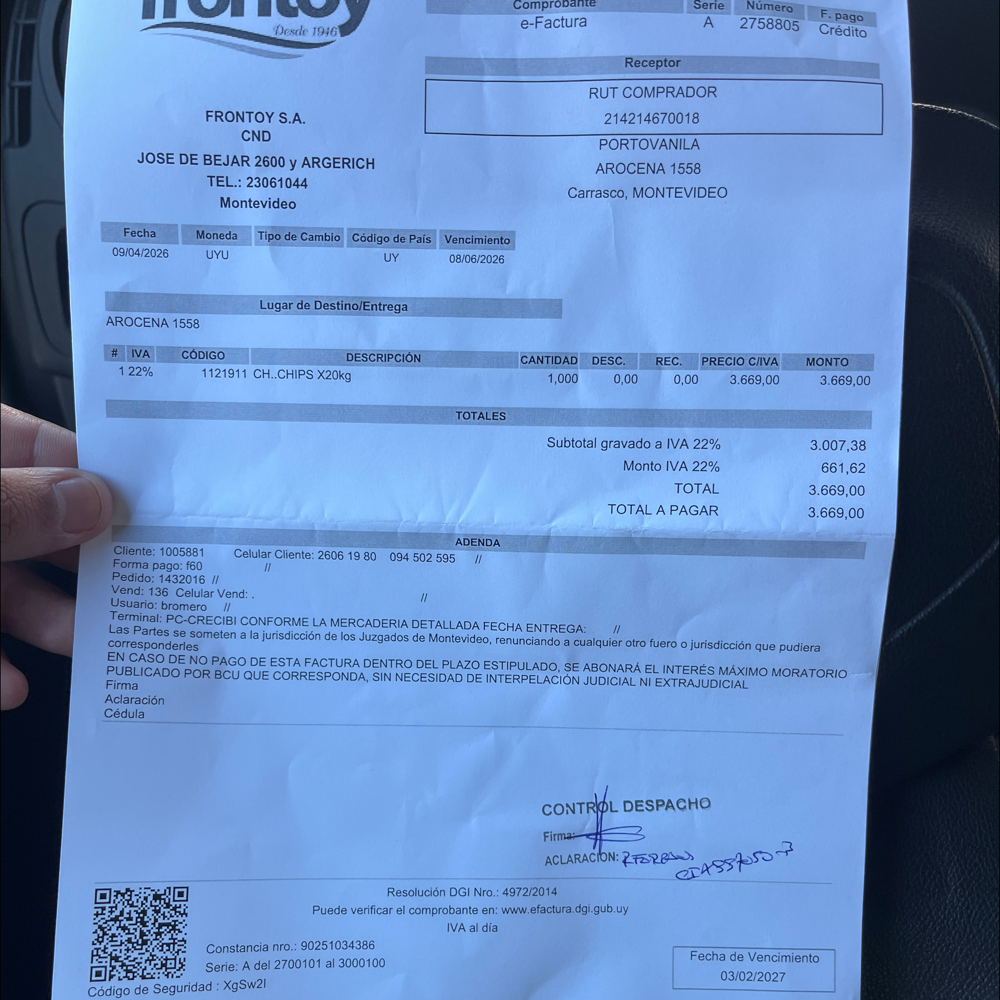 frontoy
Desde 1946
Comprobante Serie Número F. pago
e-Factura A 2758805 Crédito
Receptor
RUT COMPRADOR
214214670018
PORTOVANILA
AROCENA 1558
Carrasco, MONTEVIDEO
FRONTOY S.A.
CND
JOSE DE BEJAR 2600 y ARGERICH
TEL.: 23061044
Montevideo
Fecha Moneda Tipo de Cambio Código de País Vencimiento
09/04/2026 UYU UY 08/06/2026
Lugar de Destino/Entrega
AROCENA 1558
# IVA CÓDIGO DESCRIPCIÓN CANTIDAD DESC. REC. PRECIO C/IVA MONTO
1 22% 1121911 CH..CHIPS X20kg 1,000 0,00 0,00 3.669,00 3.669,00
TOTALES
Subtotal gravado a IVA 22% 3.007,38
Monto IVA 22% 661,62
TOTAL 3.669,00
TOTAL A PAGAR 3.669,00
ADENDA
Cliente: 1005881 Celular Cliente: 2606 19 80 094 502 595 //
Forma pago: f60 //
Pedido: 1432016 //
Vend: 136 Celular Vend: . //
Usuario: bromero //
Terminal: PC-CRECIBI CONFORME LA MERCADERIA DETALLADA FECHA ENTREGA: //
Las Partes se someten a la jurisdicción de los Juzgados de Montevideo, renunciando a cualquier otro fuero o jurisdicción que pudiera
corresponderles
EN CASO DE NO PAGO DE ESTA FACTURA DENTRO DEL PLAZO ESTIPULADO, SE ABONARÁ EL INTERÉS MÁXIMO MORATORIO
PUBLICADO POR BCU QUE CORRESPONDA, SIN NECESIDAD DE INTERPELACIÓN JUDICIAL NI EXTRAJUDICIAL
Firma
Aclaración
Cédula
CONTROL DESPACHO
Firma:
ACLARACIÓN:
Resolución DGI Nro.: 4972/2014
Puede verificar el comprobante en: www.efactura.dgi.gub.uy
IVA al día
Constancia nro.: 90251034386
Serie: A del 2700101 al 3000100
Código de Seguridad : XgSw2I
Fecha de Vencimiento
03/02/2027